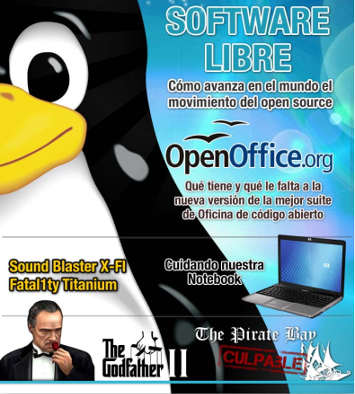 SOFTWARE
LIBRE
Cómo avanza en el mundo el
movimiento del open source
OpenOffice.org
Qué tiene y qué le falta a la
nueva versión de la mejor suite
de Oficina de código abierto
Sound Blaster X-FI
Fatal1ty Titanium
Cuidando nuestra
Notebook
The
Godfather II
The Pirate Bay
CULPABLE